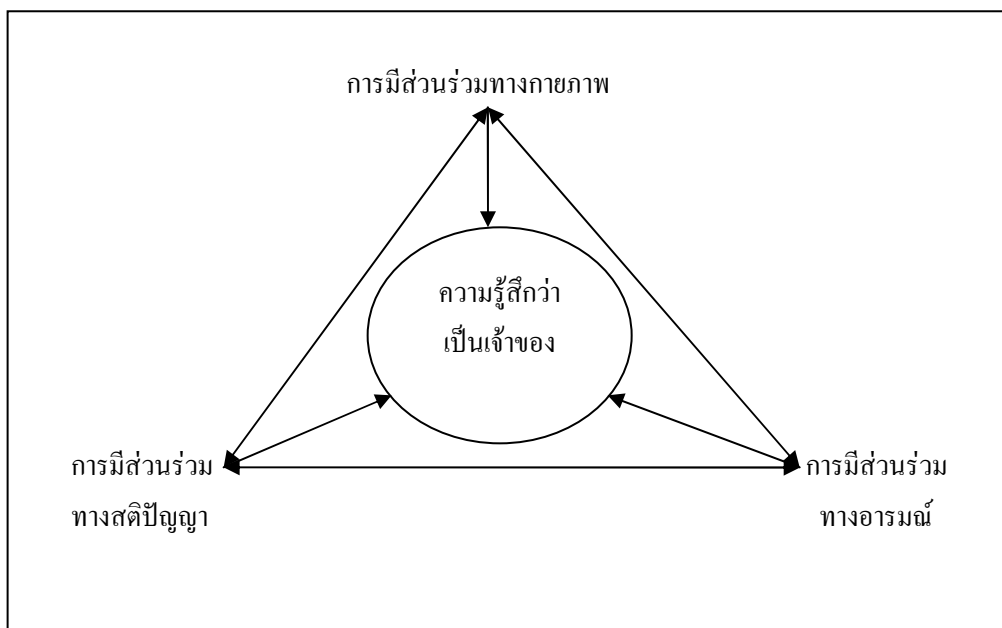 การมีส่วนร่วมทางกายภาพ
ความรู้สึกว่า
เป็นเจ้าของ
การมีส่วนร่วม
ทางสติปัญญา
การมีส่วนร่วม
ทางอารมณ์